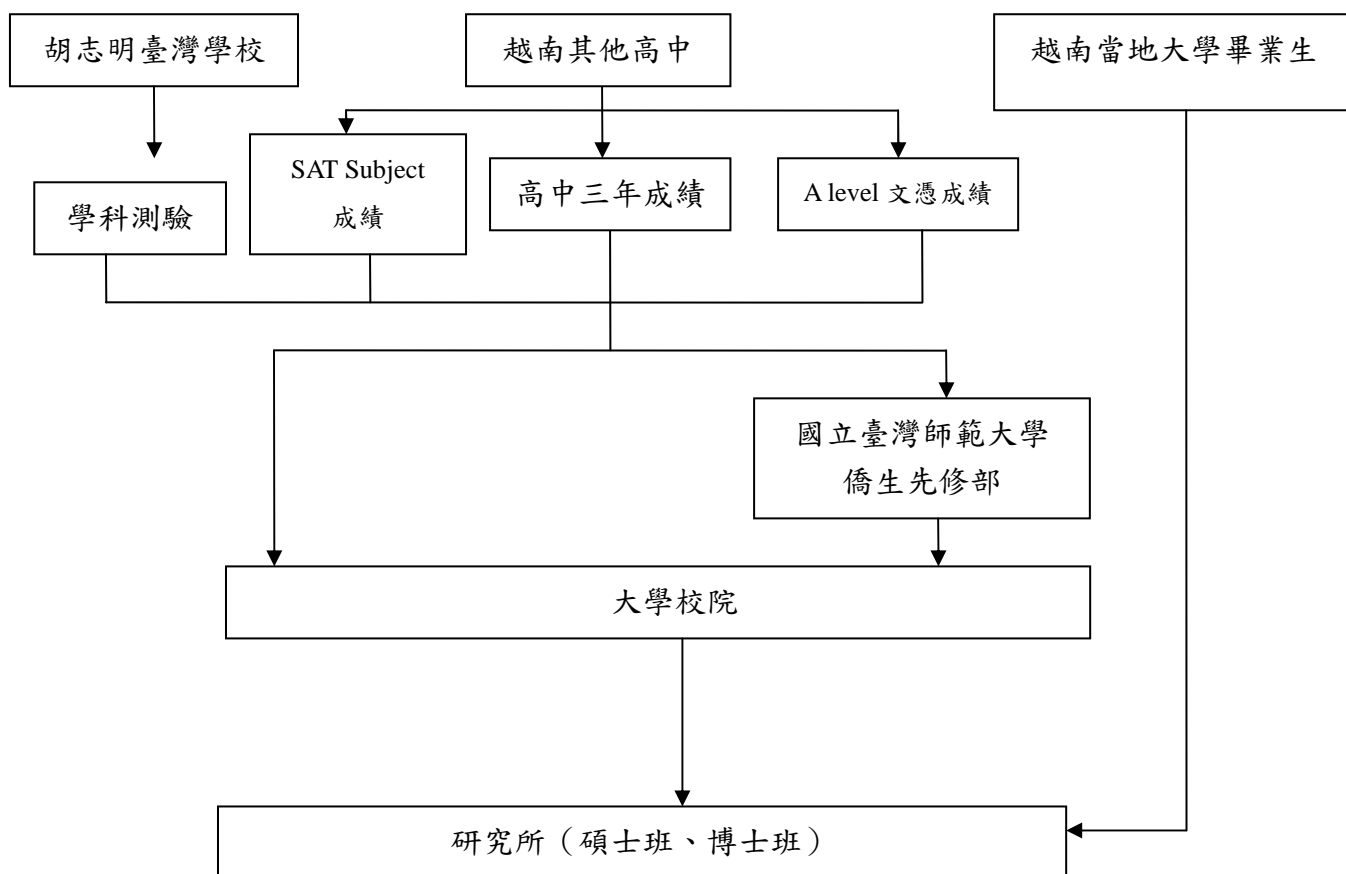 胡志明臺灣學校
越南其他高中
越南當地大學畢業生
SAT Subject
成績
學科測驗
高中三年成績
A level 文憑成績
國立臺灣師範大學
僑生先修部
大學校院
研究所（碩士班、博士班）